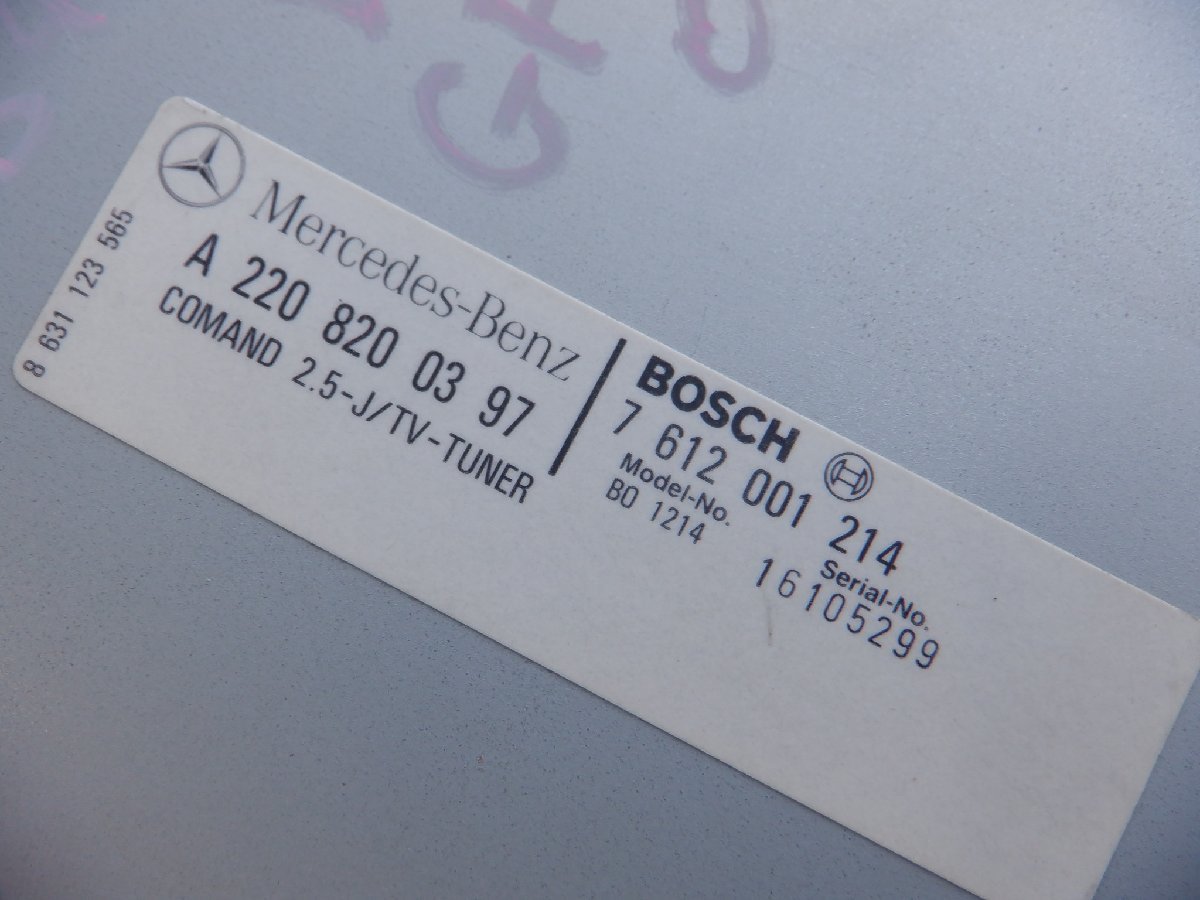 Mercedes-Benz
A 220 820 03 97
COMAND 2.5-J/TV-TUNER
8 631 123 565
BOSCH
7 612 001 214
Model-No. Serial-No.
BO 1214 16105299